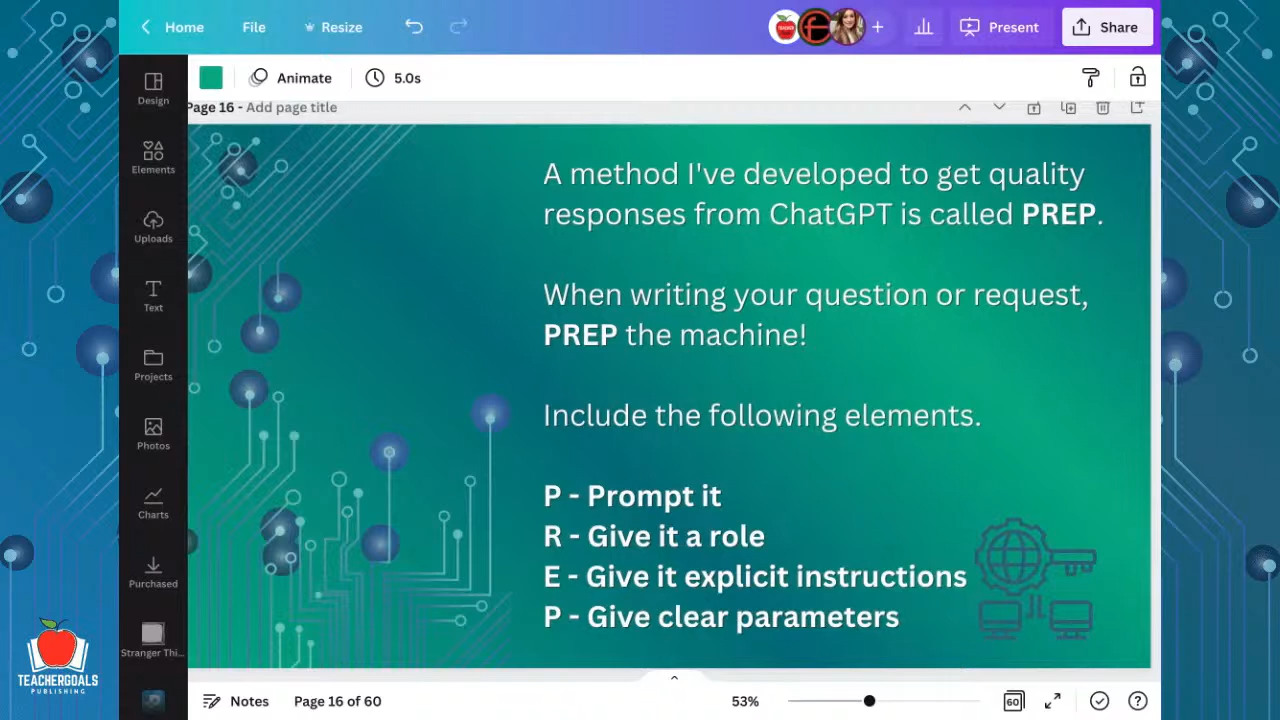 Home
File
Resize
Present
Share
Animate
5.0s
Page 16 - Add page title
Design
Elements
Uploads
Text
Projects
Photos
Charts
Purchased
Stranger Thi...
A method I've developed to get quality
responses from ChatGPT is called PREP.
When writing your question or request,
PREP the machine!
Include the following elements.
P - Prompt it
R - Give it a role
E - Give it explicit instructions
P - Give clear parameters
TEACHERGOALS
PUBLISHING
Notes
Page 16 of 60
53%
60